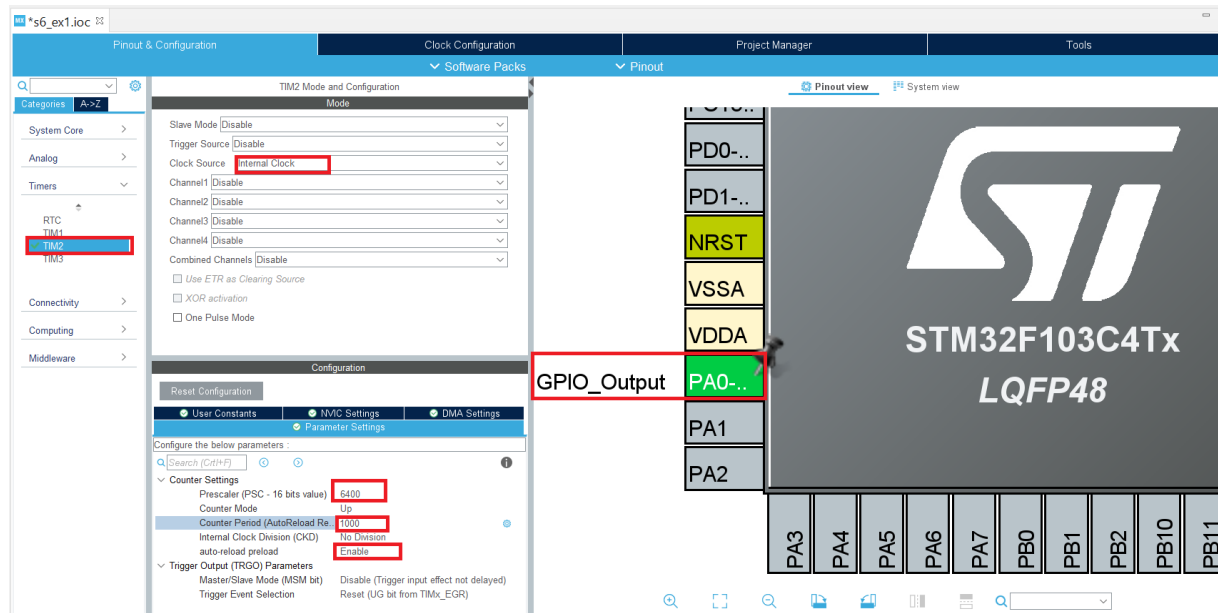 *s6_ex1.ioc
Pinout & Configuration
Clock Configuration
Project Manager
Tools
Software Packs
Pinout
Categories
A->Z
System Core
Analog
Timers
RTC
TIM1
TIM2
TIM3
Connectivity
Computing
Middleware
TIM2 Mode and Configuration
Mode
Slave Mode Disable
Trigger Source Disable
Clock Source Internal Clock
Channel1 Disable
Channel2 Disable
Channel3 Disable
Channel4 Disable
Combined Channels Disable
Use ETR as Clearing Source
XOR activation
One Pulse Mode
Configuration
Reset Configuration
User Constants
NVIC Settings
DMA Settings
Parameter Settings
Configure the below parameters :
Search (Crtl+F)
Counter Settings
Prescaler (PSC - 16 bits value) 6400
Counter Mode Up
Counter Period (AutoReload Re... 1000
Internal Clock Division (CKD) No Division
auto-reload preload Enable
Trigger Output (TRGO) Parameters
Master/Slave Mode (MSM bit) Disable (Trigger input effect not delayed)
Trigger Event Selection Reset (UG bit from TIMx_EGR)
Pinout view
System view
PD0-..
PD1-..
NRST
VSSA
VDDA
GPIO_Output PA0-..
PA1
PA2
STM32F103C4Tx
LQFP48
PA3
PA4
PA5
PA6
PA7
PB0
PB1
PB2
PB10
PB11